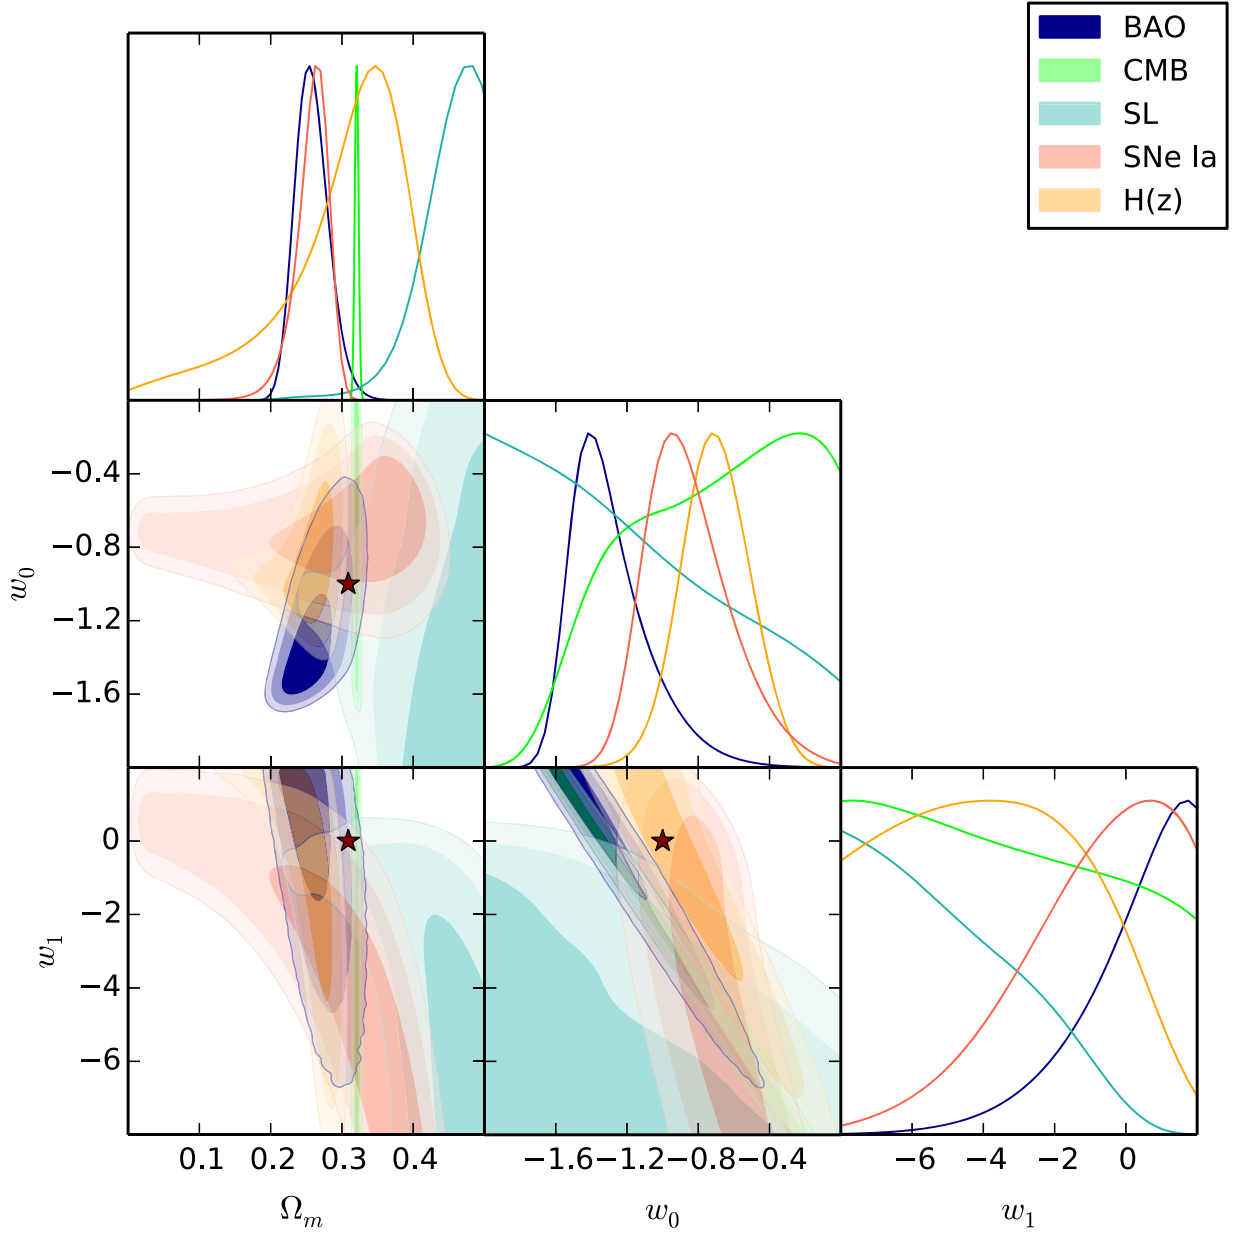 BAO
CMB
SL
SNe Ia
H(z)
−0.4
−0.8
−1.2
−1.6
w₀
0
−2
−4
−6
w₁
0.1 0.2 0.3 0.4
−1.6 −1.2 −0.8 −0.4
−6 −4 −2 0
Ωₘ w₀ w₁